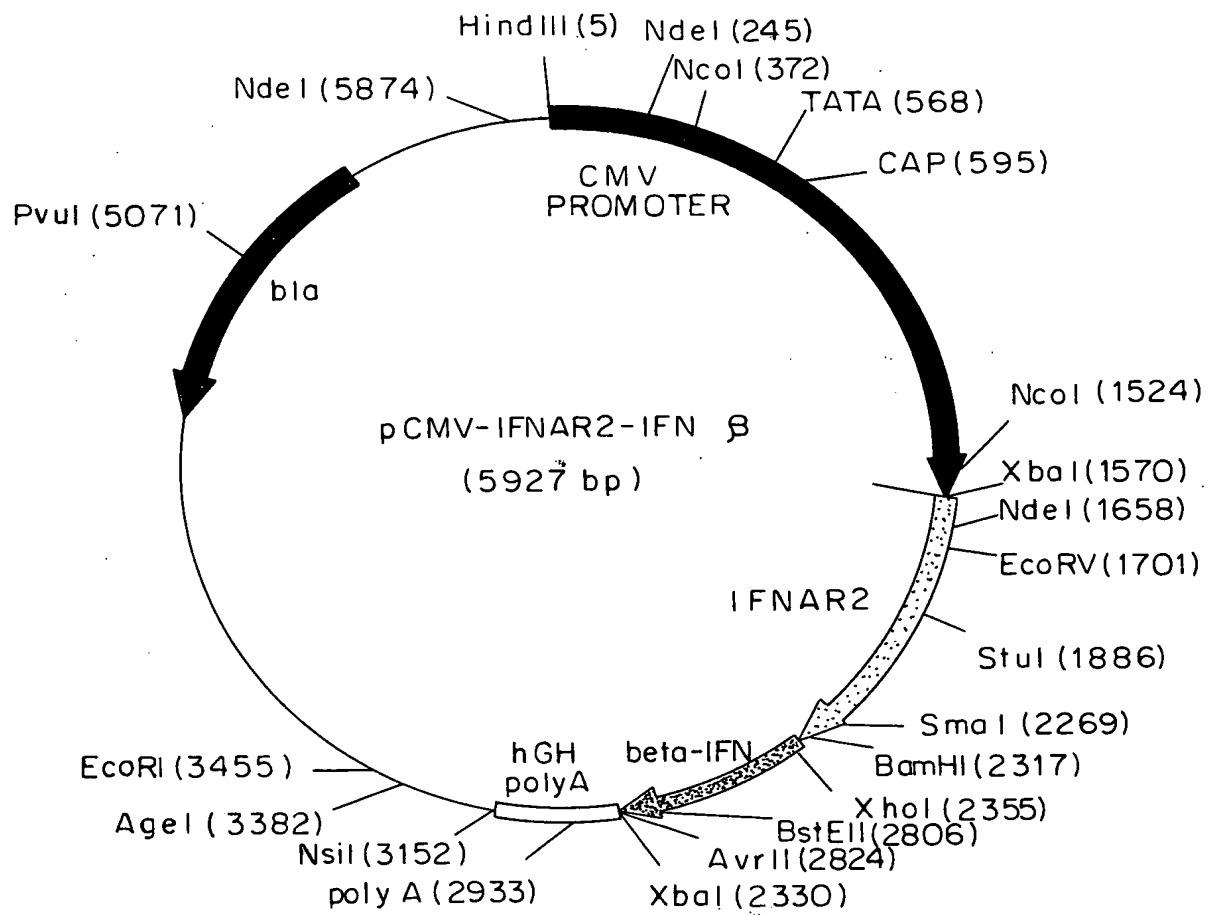 HindIII (5)
NdeI (245)
NcoI (372)
TATA (568)
CAP (595)
NdeI (5874)
CMV
PROMOTER
PvuI (5071)
bla
NcoI (1524)
pCMV-IFNAR2-IFN β
(5927 bp)
XbaI (1570)
NdeI (1658)
EcoRV (1701)
IFNAR2
StuI (1886)
SmaI (2269)
BamHI (2317)
XhoI (2355)
BstEII (2806)
AvrII (2824)
XbaI (2330)
beta-IFN
hGH
polyA
EcoRI (3455)
AgeI (3382)
NsiI (3152)
poly A (2933)